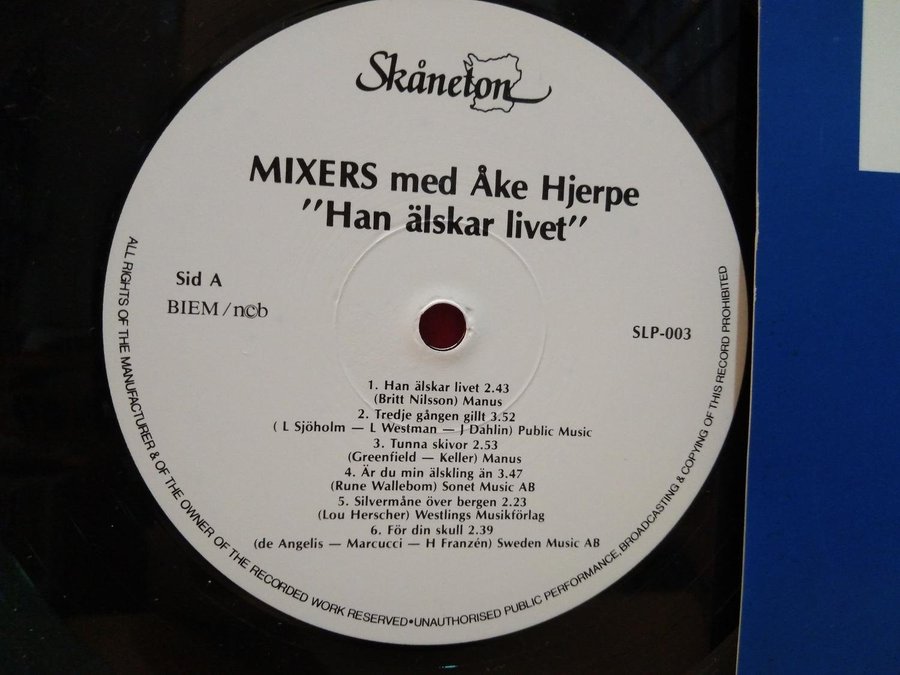 Skåneton
MIXERS med Åke Hjerpe
"Han älskar livet"
Sid A
BIEM/n©b
SLP-003
1. Han älskar livet 2.43
(Britt Nilsson) Manus
2. Tredje gången gillt 3.52
( L Sjöholm — L Westman — J Dahlin) Public Music
3. Tunna skivor 2.53
(Greenfield — Keller) Manus
4. Är du min älskling än 3.47
(Rune Wallebom) Sonet Music AB
5. Silvermåne över bergen 2.23
(Lou Herscher) Westlings Musikförlag
6. För din skull 2.39
(de Angelis — Marcucci — H Franzén) Sweden Music AB
ALL RIGHTS OF THE MANUFACTURER & OF THE OWNER OF THE RECORDED WORK RESERVED•UNAUTHORISED PUBLIC PERFORMANCE, BROADCASTING & COPYING OF THIS RECORD PROHIBITED